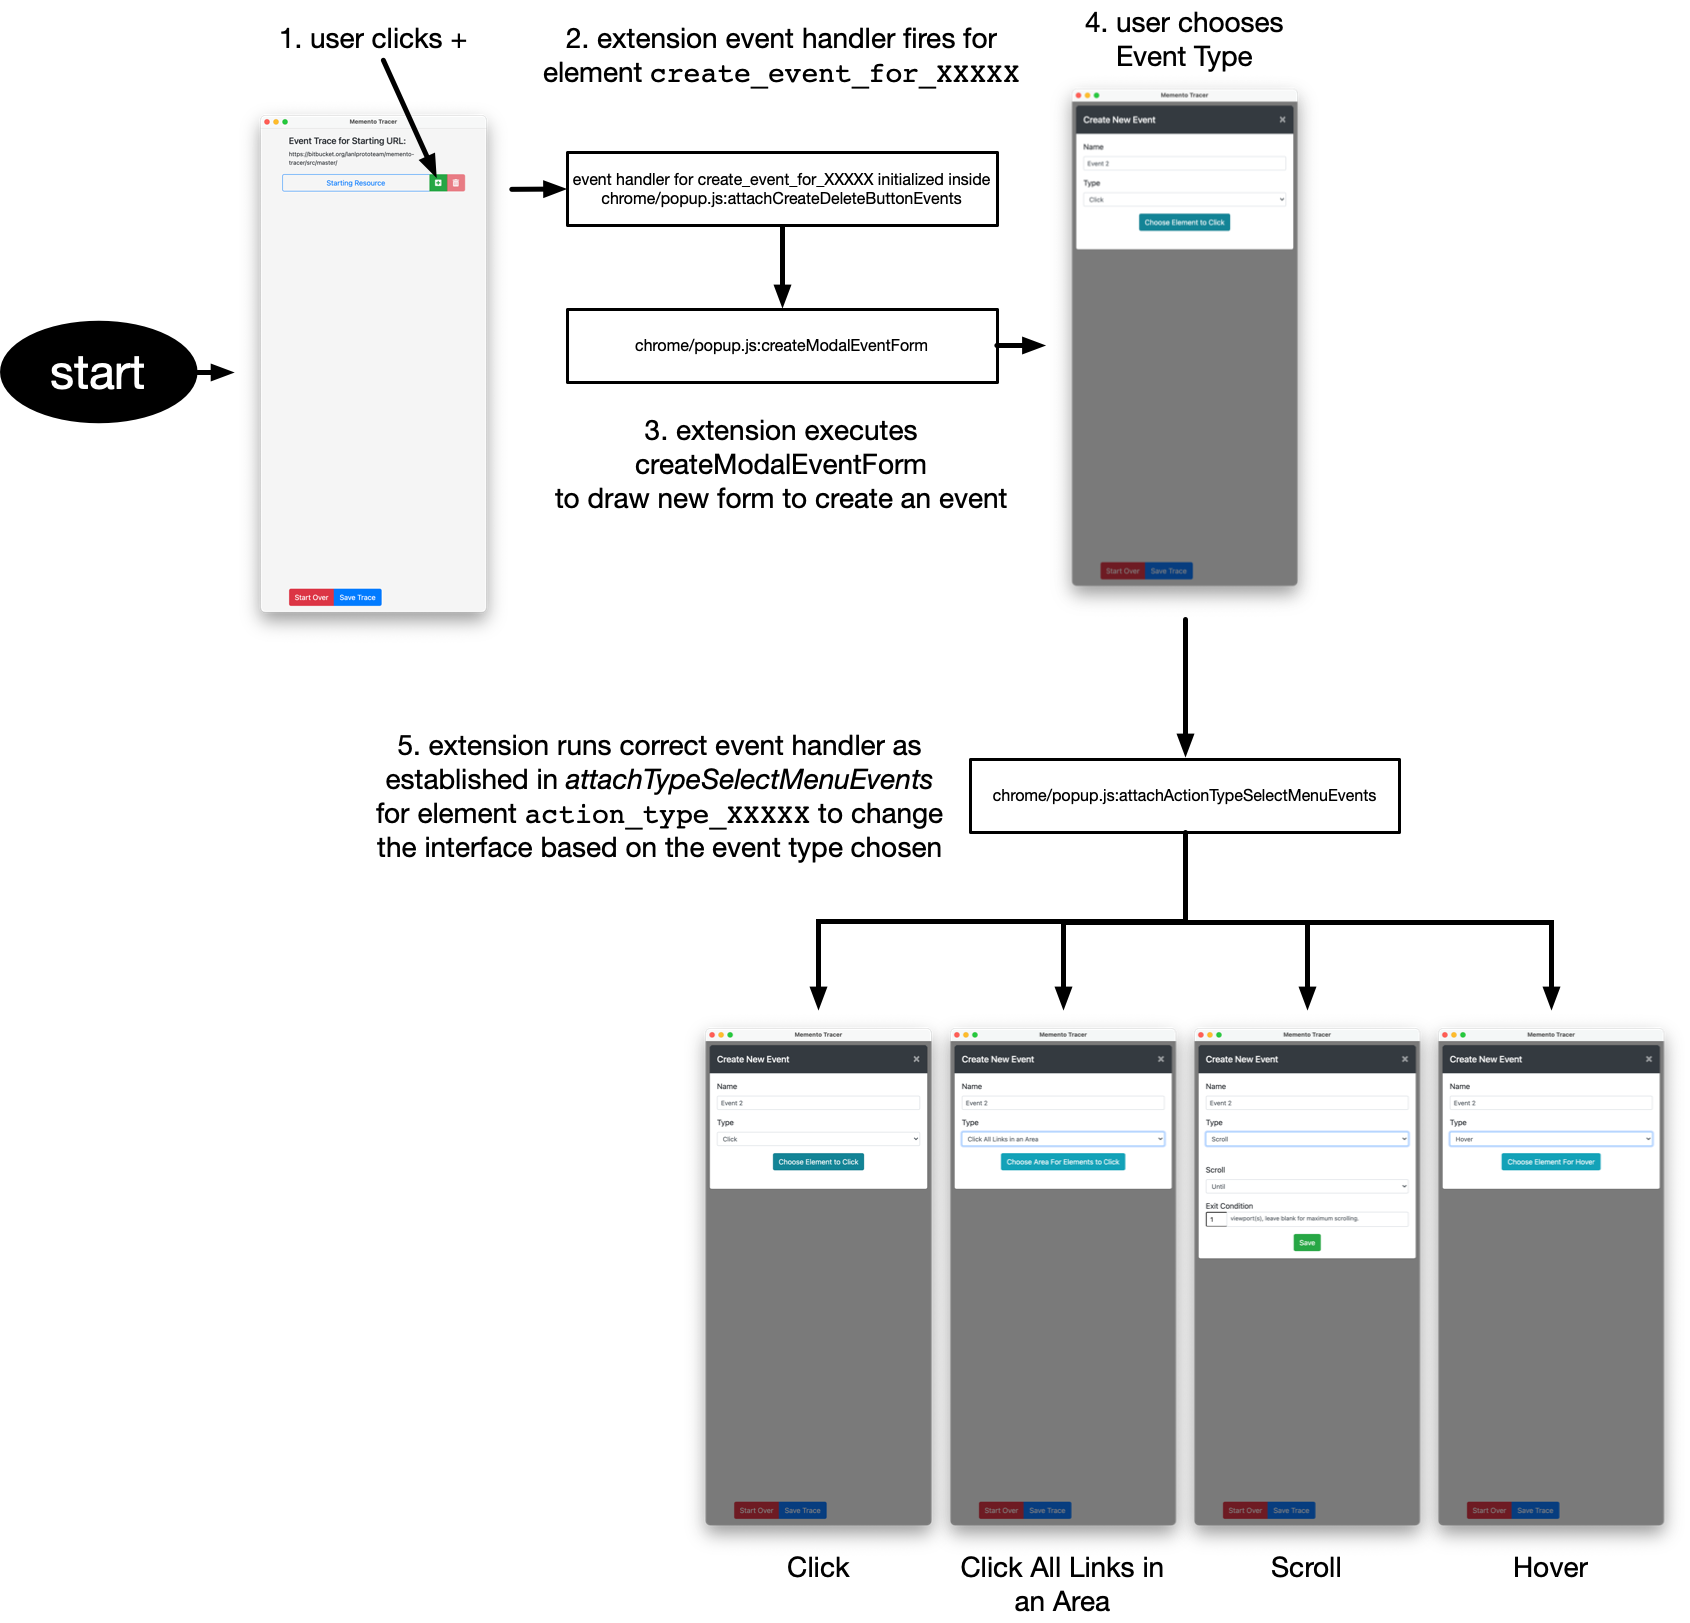 1. user clicks +
2. extension event handler fires for
element create_event_for_XXXXX
4. user chooses
Event Type
Memento Tracer
Event Trace for Starting URL:
https://bitbucket.org/lanlprototeam/memento-
tracer/src/master/
Starting Resource
Start Over Save Trace
start
event handler for create_event_for_XXXXX initialized inside
chrome/popup.js:attachCreateDeleteButtonEvents
chrome/popup.js:createModalEventForm
3. extension executes
createModalEventForm
to draw new form to create an event
Memento Tracer
Create New Event ×
Name
Event 2
Type
Click
Choose Element to Click
Start Over Save Trace
5. extension runs correct event handler as
established in attachTypeSelectMenuEvents
for element action_type_XXXXX to change
the interface based on the event type chosen
chrome/popup.js:attachActionTypeSelectMenuEvents
Memento Tracer
Create New Event ×
Name
Event 2
Type
Click
Choose Element to Click
Start Over Save Trace
Click
Memento Tracer
Create New Event ×
Name
Event 2
Type
Click All Links in an Area
Choose Area For Elements to Click
Start Over Save Trace
Click All Links in
an Area
Memento Tracer
Create New Event ×
Name
Event 2
Type
Scroll
Scroll
Until
Exit Condition
1 viewport(s), leave blank for maximum scrolling.
Save
Start Over Save Trace
Scroll
Memento Tracer
Create New Event ×
Name
Event 2
Type
Hover
Choose Element For Hover
Start Over Save Trace
Hover